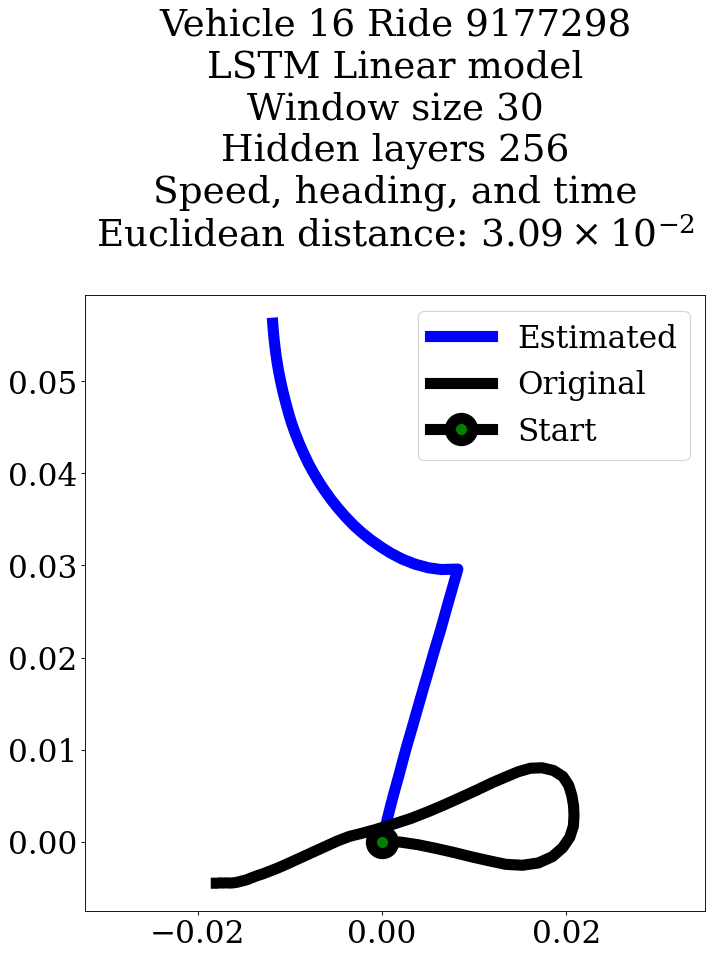 Vehicle 16 Ride 9177298
LSTM Linear model
Window size 30
Hidden layers 256
Speed, heading, and time
Euclidean distance: 3.09 × 10⁻²
Estimated
Original
Start
0.05
0.04
0.03
0.02
0.01
0.00
−0.02 0.00 0.02